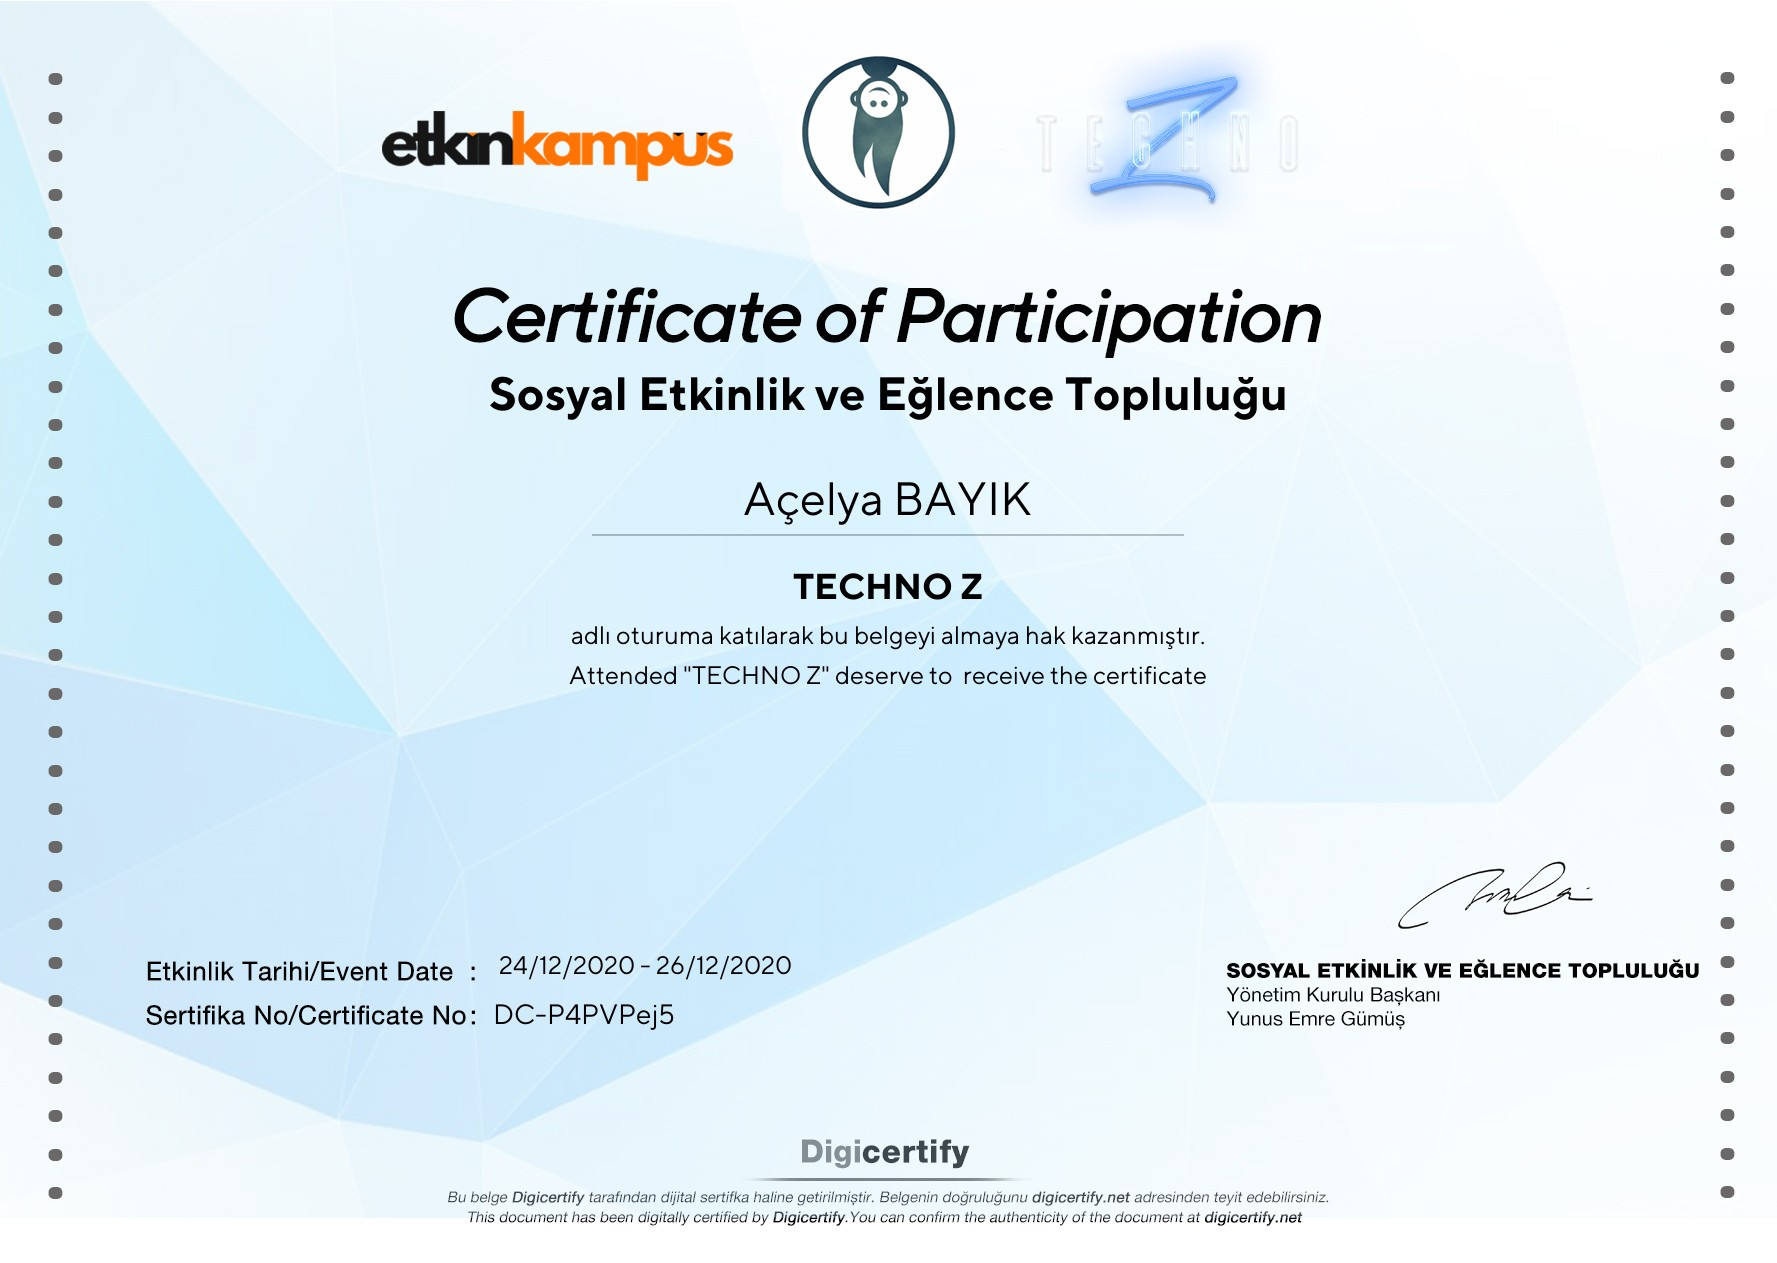 etkinkampus
TECHNO
Z
Certificate of Participation
Sosyal Etkinlik ve Eğlence Topluluğu
Açelya BAYIK
TECHNO Z
adlı oturuma katılarak bu belgeyi almaya hak kazanmıştır.
Attended "TECHNO Z" deserve to  receive the certificate
Etkinlik Tarihi/Event Date : 24/12/2020 - 26/12/2020
Sertifika No/Certificate No: DC-P4PVPej5
SOSYAL ETKİNLİK VE EĞLENCE TOPLULUĞU
Yönetim Kurulu Başkanı
Yunus Emre Gümüş
Digicertify
Bu belge Digicertify tarafından dijital sertifka haline getirilmiştir. Belgenin doğruluğunu digicertify.net adresinden teyit edebilirsiniz.
This document has been digitally certified by Digicertify.You can confirm the authenticity of the document at digicertify.net